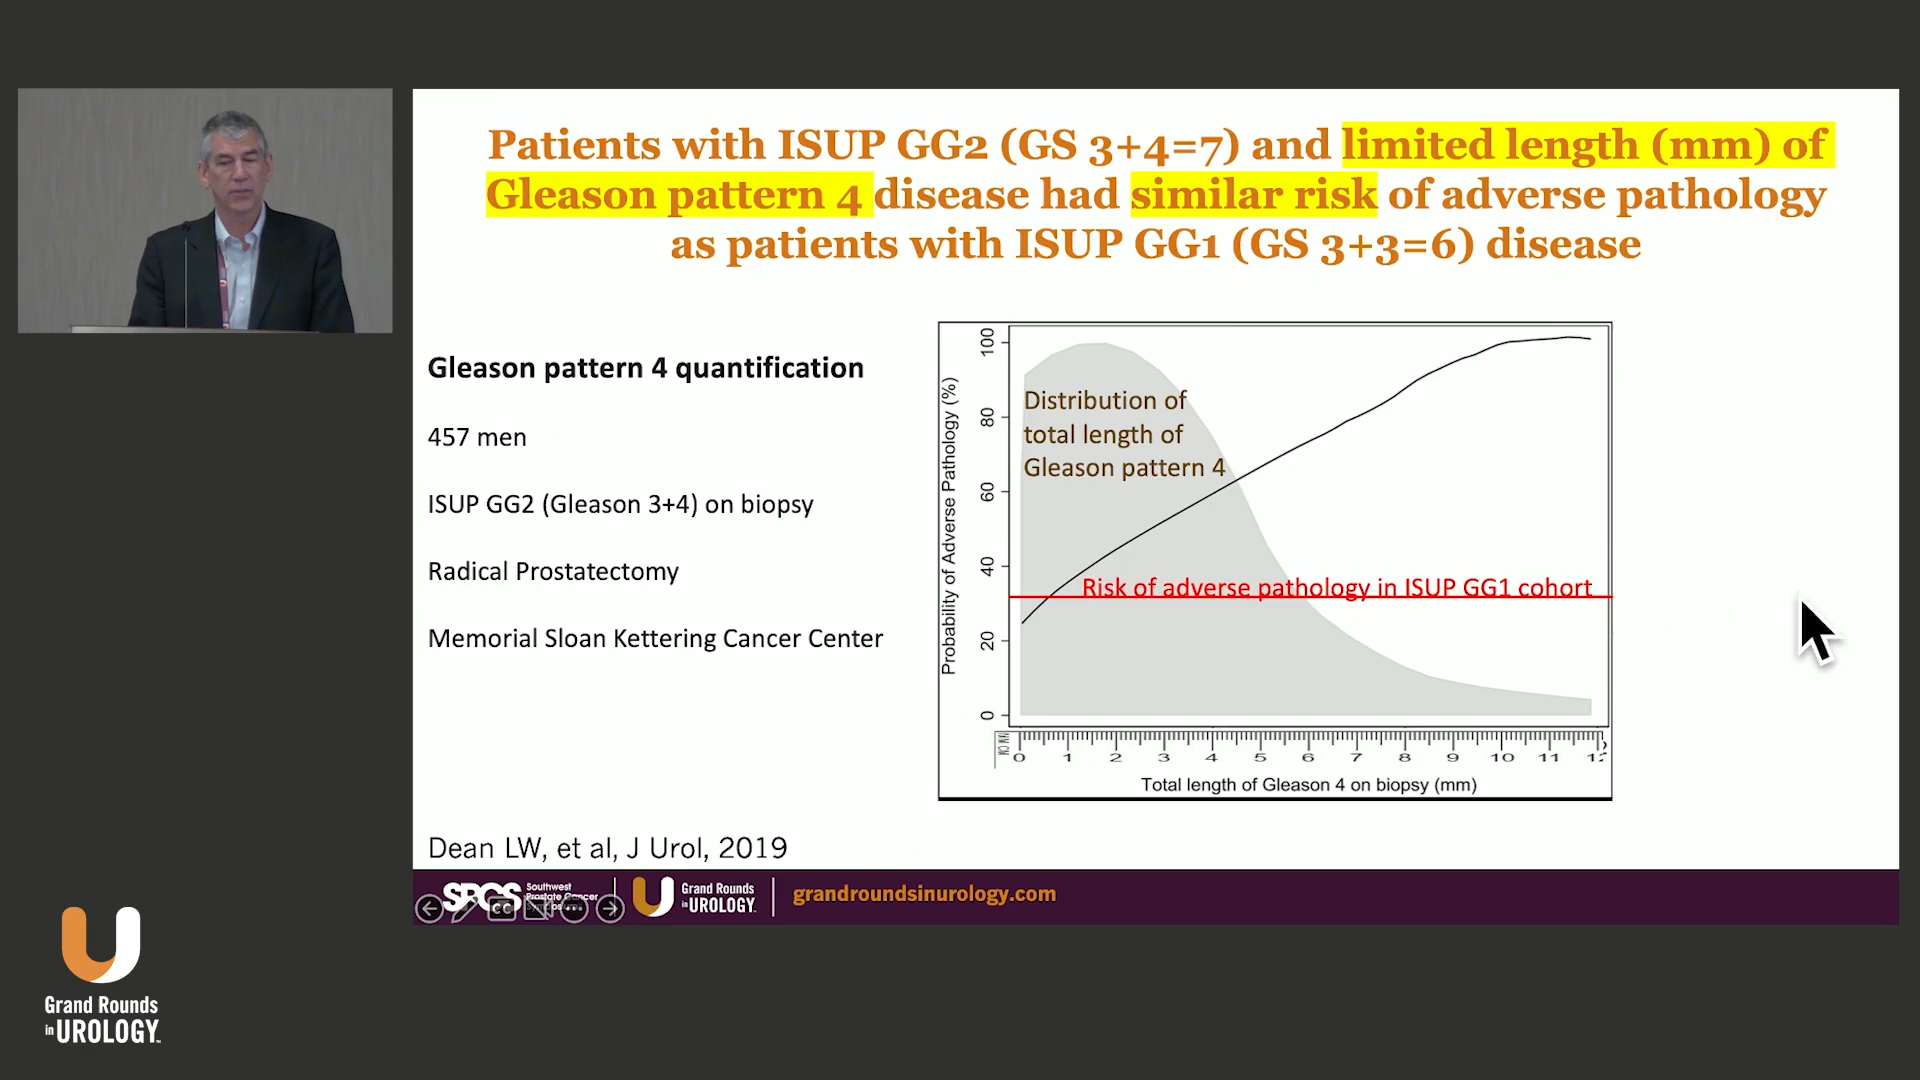 Patients with ISUP GG2 (GS 3+4=7) and limited length (mm) of
Gleason pattern 4 disease had similar risk of adverse pathology
as patients with ISUP GG1 (GS 3+3=6) disease
Gleason pattern 4 quantification
457 men
ISUP GG2 (Gleason 3+4) on biopsy
Radical Prostatectomy
Memorial Sloan Kettering Cancer Center
Dean LW, et al, J Urol, 2019
Probability of Adverse Pathology (%)
100
80
60
40
20
0
Distribution of
total length of
Gleason pattern 4
Risk of adverse pathology in ISUP GG1 cohort
0 1 2 3 4 5 6 7 8 9 10 11
Total length of Gleason 4 on biopsy (mm)
SPCS
Southwest
Prostate Cancer
Grand Rounds
in UROLOGY
grandroundsinurology.com
CC
Grand Rounds
in UROLOGY